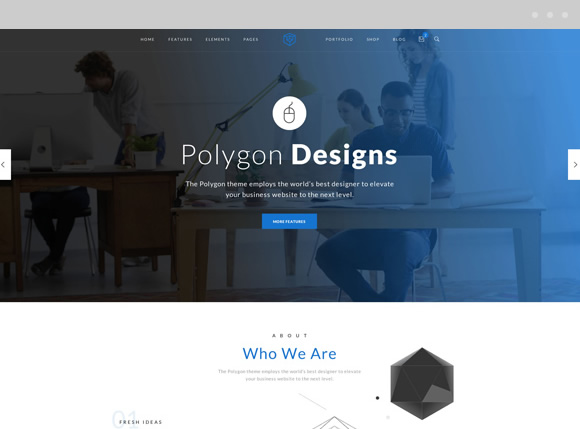 HOME FEATURES ELEMENTS PAGES PORTFOLIO SHOP BLOG
Polygon Designs
The Polygon theme employs the world's best designer to elevate
your business website to the next level.
MORE FEATURES
ABOUT
Who We Are
The Polygon theme employs the world's best designer to elevate
your business website to the next level.
01
FRESH IDEAS